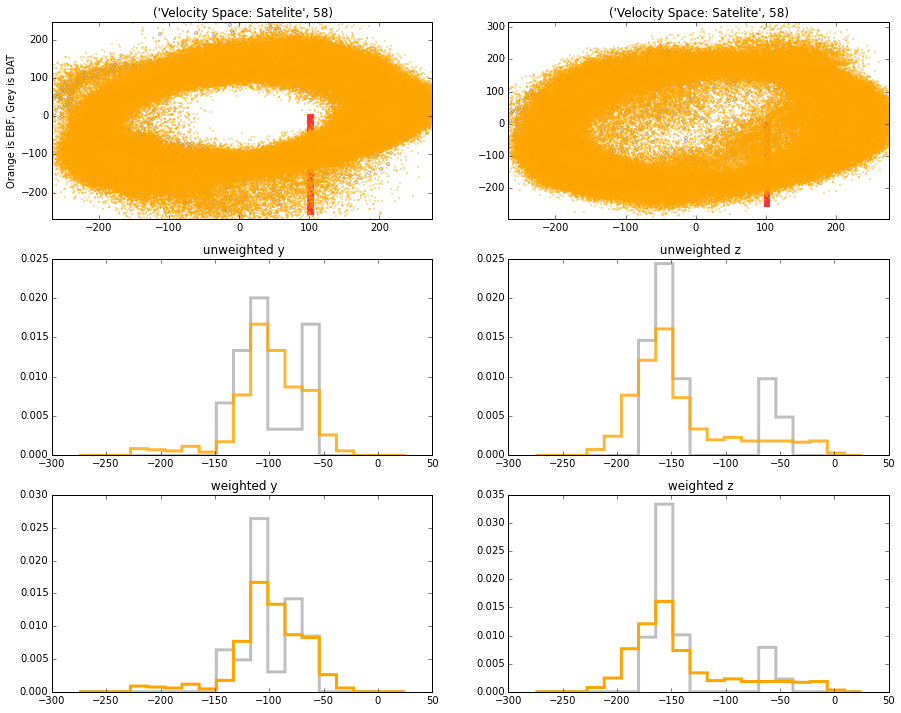 ('Velocity Space: Satelite', 58)
Orange is EBF, Grey is DAT
200
100
0
−100
−200
−200 −100 0 100 200
('Velocity Space: Satelite', 58)
300
200
100
0
−100
−200
−200 −100 0 100 200
unweighted y
0.025
0.020
0.015
0.010
0.005
0.000
−300 −250 −200 −150 −100 −50 0 50
unweighted z
0.025
0.020
0.015
0.010
0.005
0.000
−300 −250 −200 −150 −100 −50 0 50
weighted y
0.030
0.025
0.020
0.015
0.010
0.005
0.000
−300 −250 −200 −150 −100 −50 0 50
weighted z
0.035
0.030
0.025
0.020
0.015
0.010
0.005
0.000
−300 −250 −200 −150 −100 −50 0 50